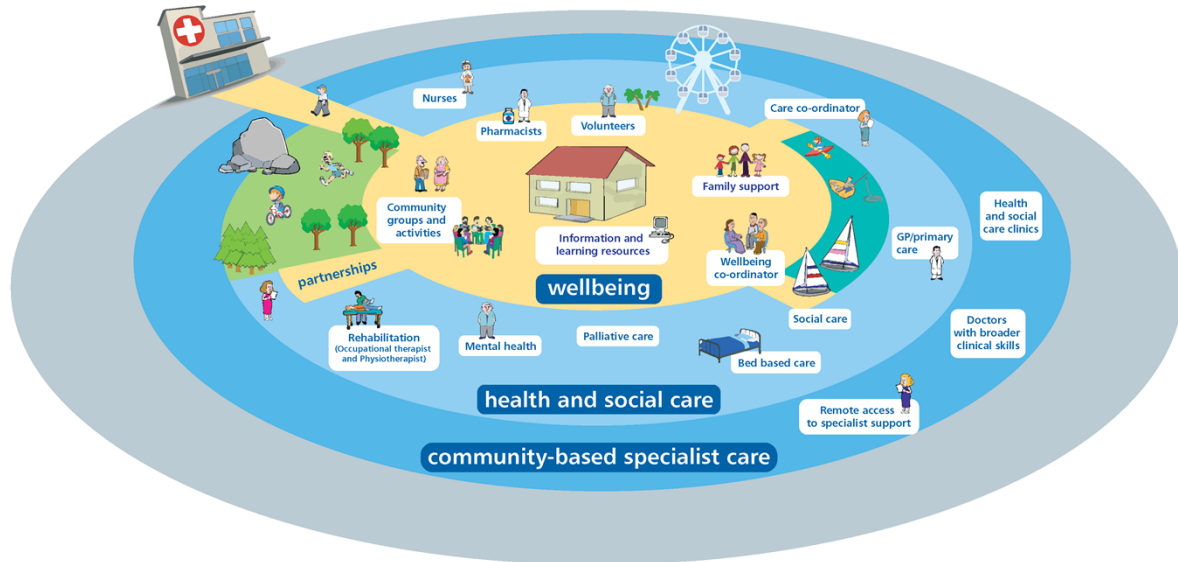 Nurses
Care co-ordinator
Pharmacists
Volunteers
Family support
Community
groups and
activities
Health
and social
care clinics
Information and
learning resources
GP/primary
care
Wellbeing
co-ordinator
partnerships
wellbeing
Social care
Doctors
with broader
clinical skills
Rehabilitation
(Occupational therapist
and Physiotherapist)
Mental health
Palliative care
Bed based care
health and social care
Remote access
to specialist support
community-based specialist care